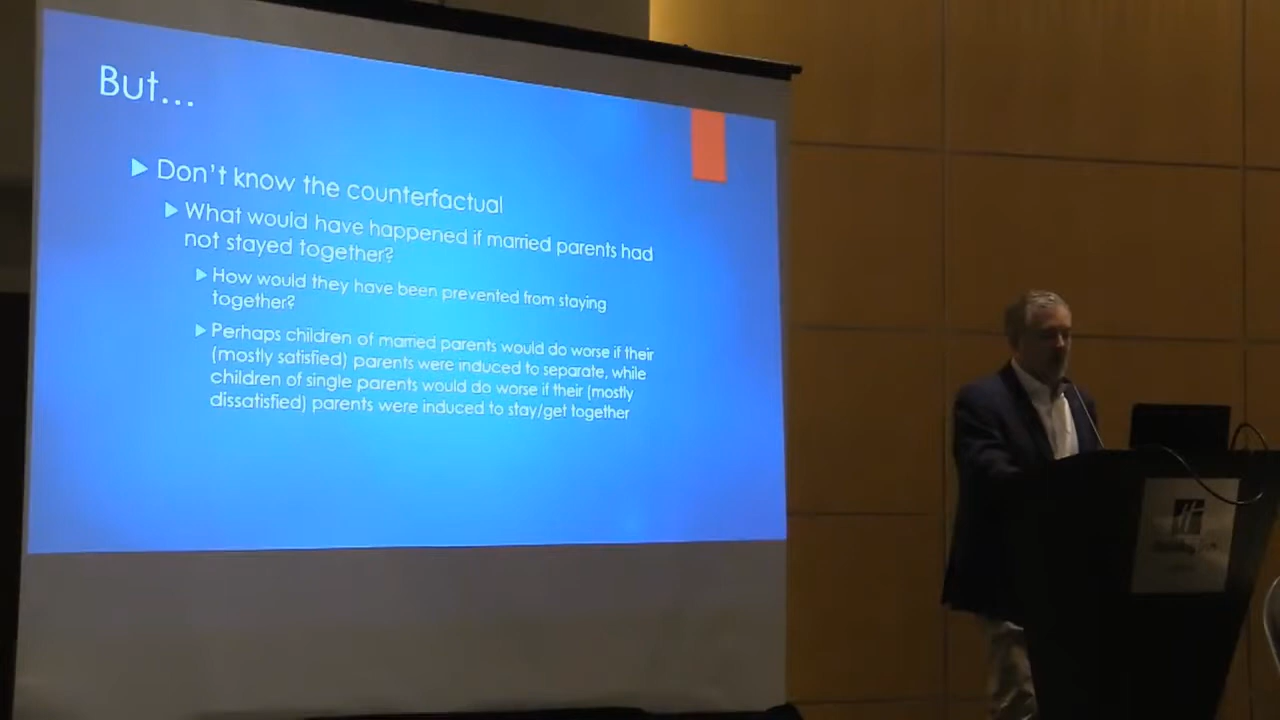 But...
Don't know the counterfactual
What would have happened if married parents had
not stayed together?
How would they have been prevented from staying
together?
Perhaps children of married parents would do worse if their
(mostly satisfied) parents were induced to separate, while
children of single parents would do worse if their (mostly
dissatisfied) parents were induced to stay/get together
H